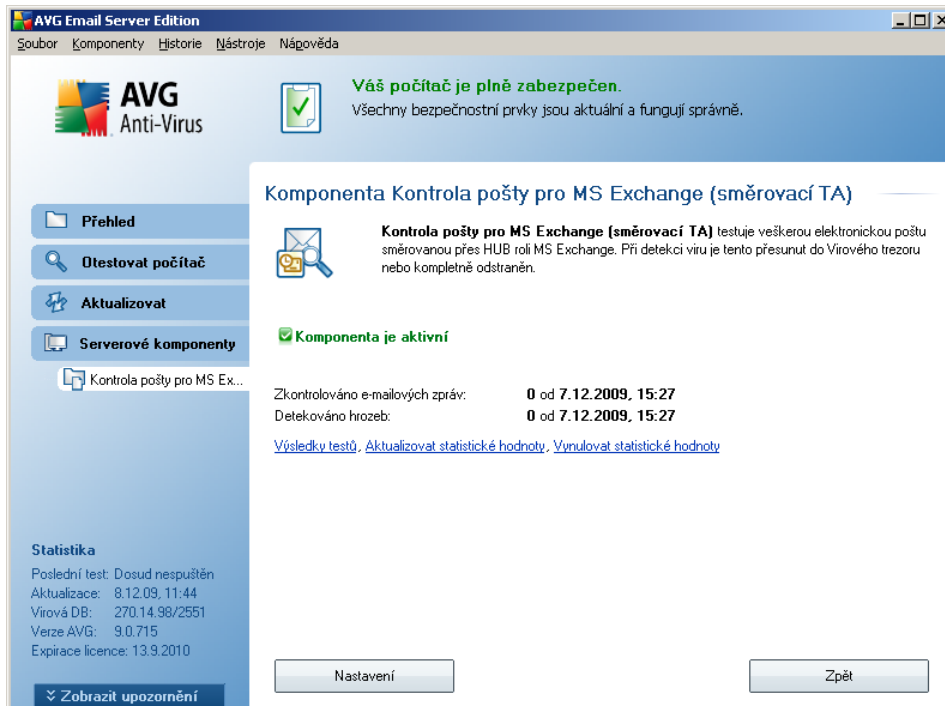 AVG Email Server Edition
Soubor Komponenty Historie Nástroje Nápověda
AVG
Anti-Virus
Váš počítač je plně zabezpečen.
Všechny bezpečnostní prvky jsou aktuální a fungují správně.
Přehled
Otestovat počítač
Aktualizovat
Serverové komponenty
Kontrola pošty pro MS Ex...
Komponenta Kontrola pošty pro MS Exchange (směrovací TA)
Kontrola pošty pro MS Exchange (směrovací TA) testuje veškerou elektronickou poštu
směrovanou přes HUB roli MS Exchange. Při detekci viru je tento přesunut do Virového trezoru
nebo kompletně odstraněn.
Komponenta je aktivní
Zkontrolováno e-mailových zpráv: 0 od 7.12.2009, 15:27
Detekováno hrozeb: 0 od 7.12.2009, 15:27
Výsledky testů, Aktualizovat statistické hodnoty, Vynulovat statistické hodnoty
Statistika
Poslední test: Dosud nespuštěn
Aktualizace: 8.12.09, 11:44
Virová DB: 270.14.98/2551
Verze AVG: 9.0.715
Expirace licence: 13.9.2010
Zobrazit upozornění
Nastavení
Zpět